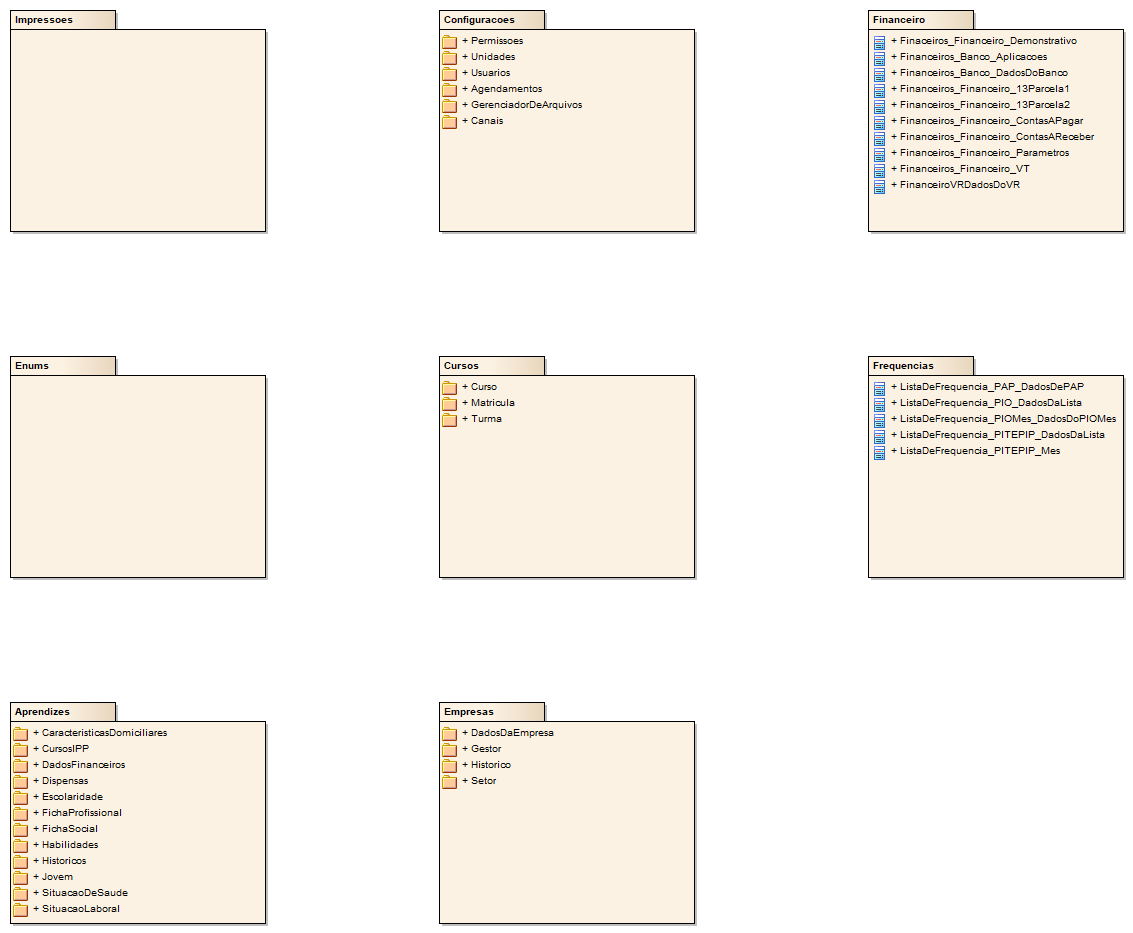 Impressoes
Configuracoes
+ Permissoes
+ Unidades
+ Usuarios
+ Agendamentos
+ GerenciadorDeArquivos
+ Canais
Financeiro
+ Finaceiros_Financeiro_Demonstrativo
+ Financeiros_Banco_Aplicacoes
+ Financeiros_Banco_DadosDoBanco
+ Financeiros_Financeiro_13Parcela1
+ Financeiros_Financeiro_13Parcela2
+ Financeiros_Financeiro_ContasAPagar
+ Financeiros_Financeiro_ContasAReceber
+ Financeiros_Financeiro_Parametros
+ Financeiros_Financeiro_VT
+ FinanceiroVRDadosDoVR
Enums
Cursos
+ Curso
+ Matricula
+ Turma
Frequencias
+ ListaDeFrequencia_PAP_DadosDePAP
+ ListaDeFrequencia_PIO_DadosDaLista
+ ListaDeFrequencia_PIOMes_DadosDoPIOMes
+ ListaDeFrequencia_PITEPIP_DadosDaLista
+ ListaDeFrequencia_PITEPIP_Mes
Aprendizes
+ CaracteristicasDomiciliares
+ CursosIPP
+ DadosFinanceiros
+ Dispensas
+ Escolaridade
+ FichaProfissional
+ FichaSocial
+ Habilidades
+ Historicos
+ Jovem
+ SituacaoDeSaude
+ SituacaoLaboral
Empresas
+ DadosDaEmpresa
+ Gestor
+ Historico
+ Setor